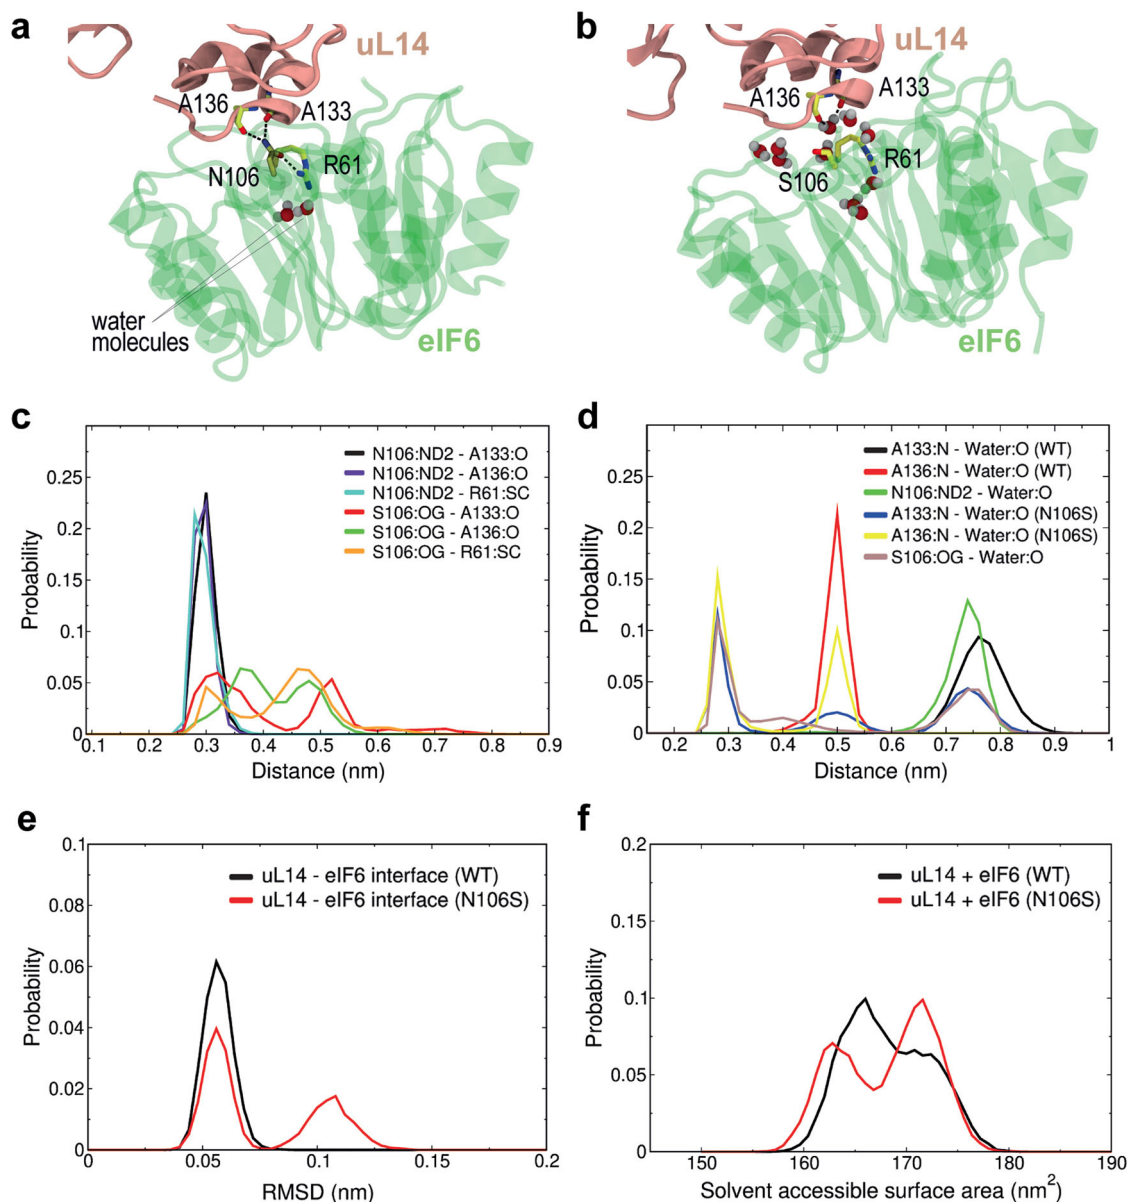 a
uL14
A136
A133
N106
R61
water
molecules
eIF6
b
uL14
A136
A133
S106
R61
eIF6
c
Probability
0.25
0.2
0.15
0.1
0.05
0
N106:ND2 - A133:O
N106:ND2 - A136:O
N106:ND2 - R61:SC
S106:OG - A133:O
S106:OG - A136:O
S106:OG - R61:SC
0.1 0.2 0.3 0.4 0.5 0.6 0.7 0.8 0.9
Distance (nm)
d
Probability
0.25
0.2
0.15
0.1
0.05
0
A133:N - Water:O (WT)
A136:N - Water:O (WT)
N106:ND2 - Water:O
A133:N - Water:O (N106S)
A136:N - Water:O (N106S)
S106:OG - Water:O
0.2 0.3 0.4 0.5 0.6 0.7 0.8 0.9 1
Distance (nm)
e
Probability
0.1
0.08
0.06
0.04
0.02
0
uL14 - eIF6 interface (WT)
uL14 - eIF6 interface (N106S)
0 0.05 0.1 0.15 0.2
RMSD (nm)
f
Probability
0.2
0.15
0.1
0.05
0
uL14 + eIF6 (WT)
uL14 + eIF6 (N106S)
150 160 170 180 190
Solvent accessible surface area (nm²)